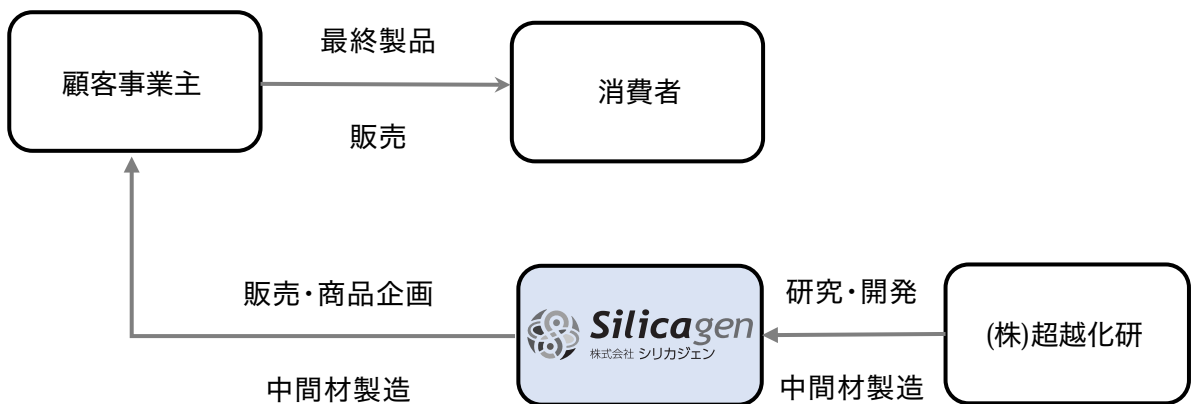 最終製品
顧客事業主
消費者
販売
販売・商品企画
Silicagen
株式会社 シリカジェン
研究・開発
(株)超越化研
中間材製造
中間材製造